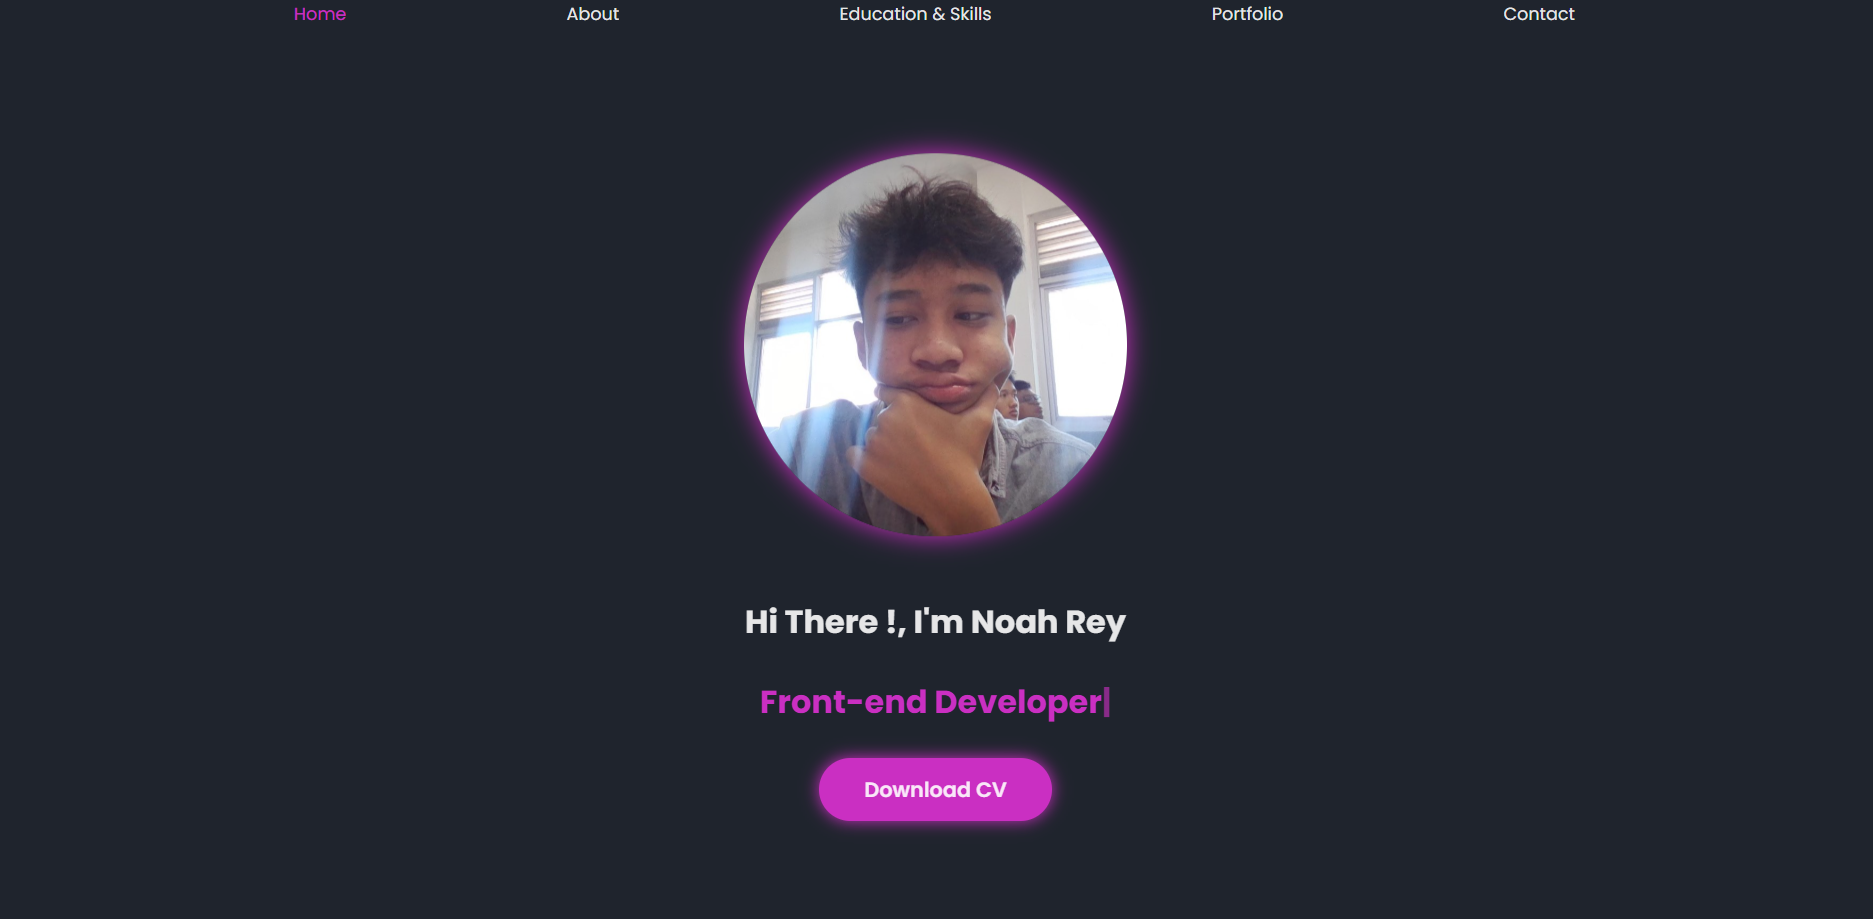 Home About Education & Skills Portfolio Contact
Hi There !, I'm Noah Rey
Front-end Developer|
Download CV